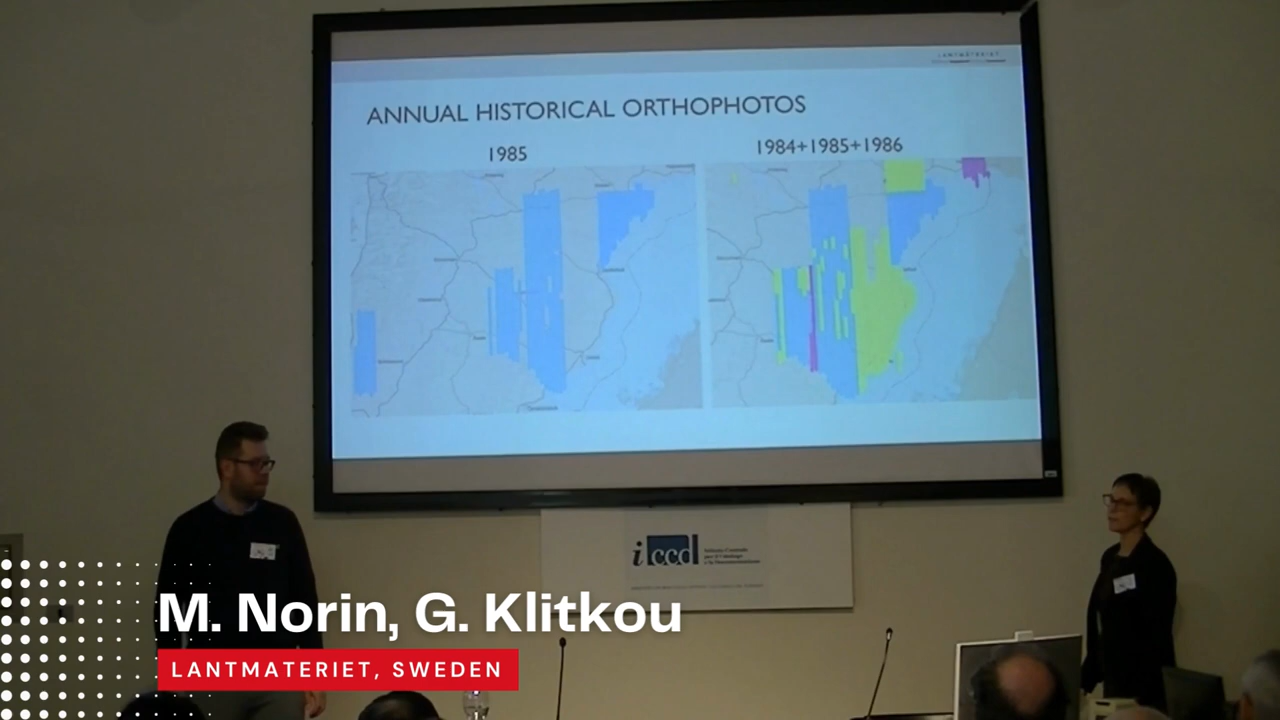 LANTMÄTERIET
ANNUAL HISTORICAL ORTHOPHOTOS
1985
1984+1985+1986
iccd
M. Norin, G. Klitkou
LANTMATERIET, SWEDEN